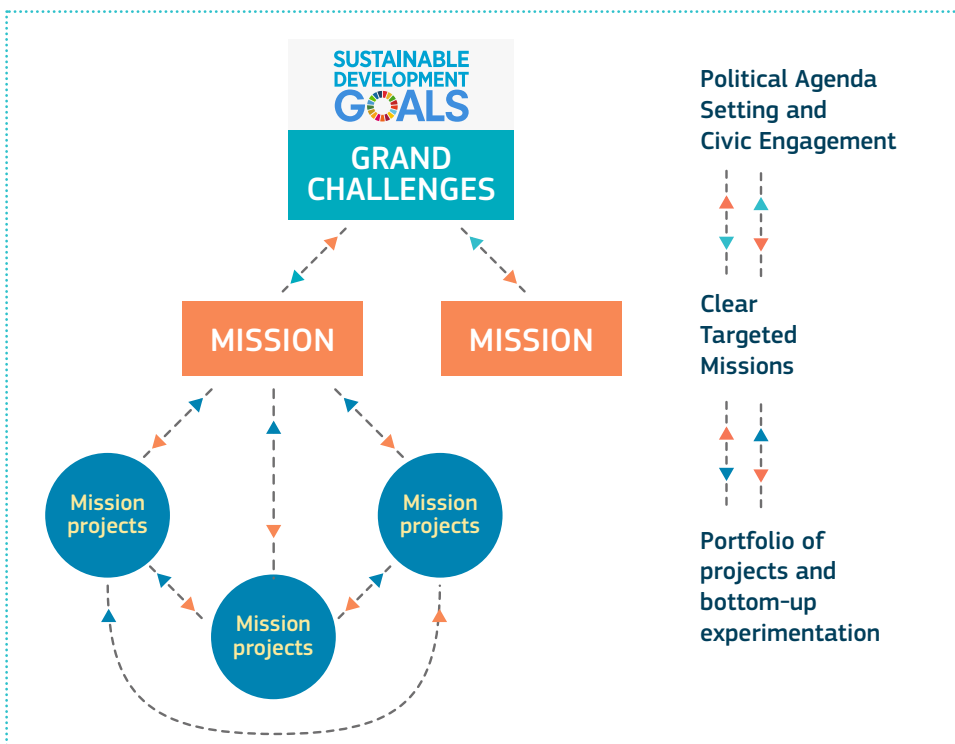 SUSTAINABLE
DEVELOPMENT
GOALS
GRAND
CHALLENGES
MISSION
MISSION
Mission
projects
Mission
projects
Mission
projects
Political Agenda
Setting and
Civic Engagement
Clear
Targeted
Missions
Portfolio of
projects and
bottom-up
experimentation